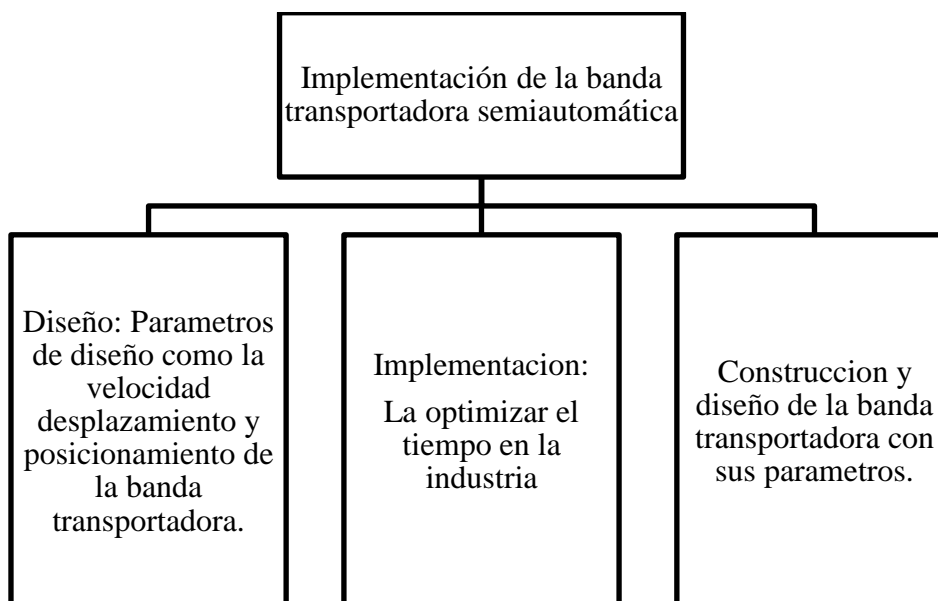 Implementación de la banda
transportadora semiautomática
Diseño: Parametros
de diseño como la
velocidad
desplazamiento y
posicionamiento de
la banda
transportadora.
Implementacion:
La optimizar el
tiempo en la
industria
Construccion y
diseño de la banda
transportadora con
sus parametros.